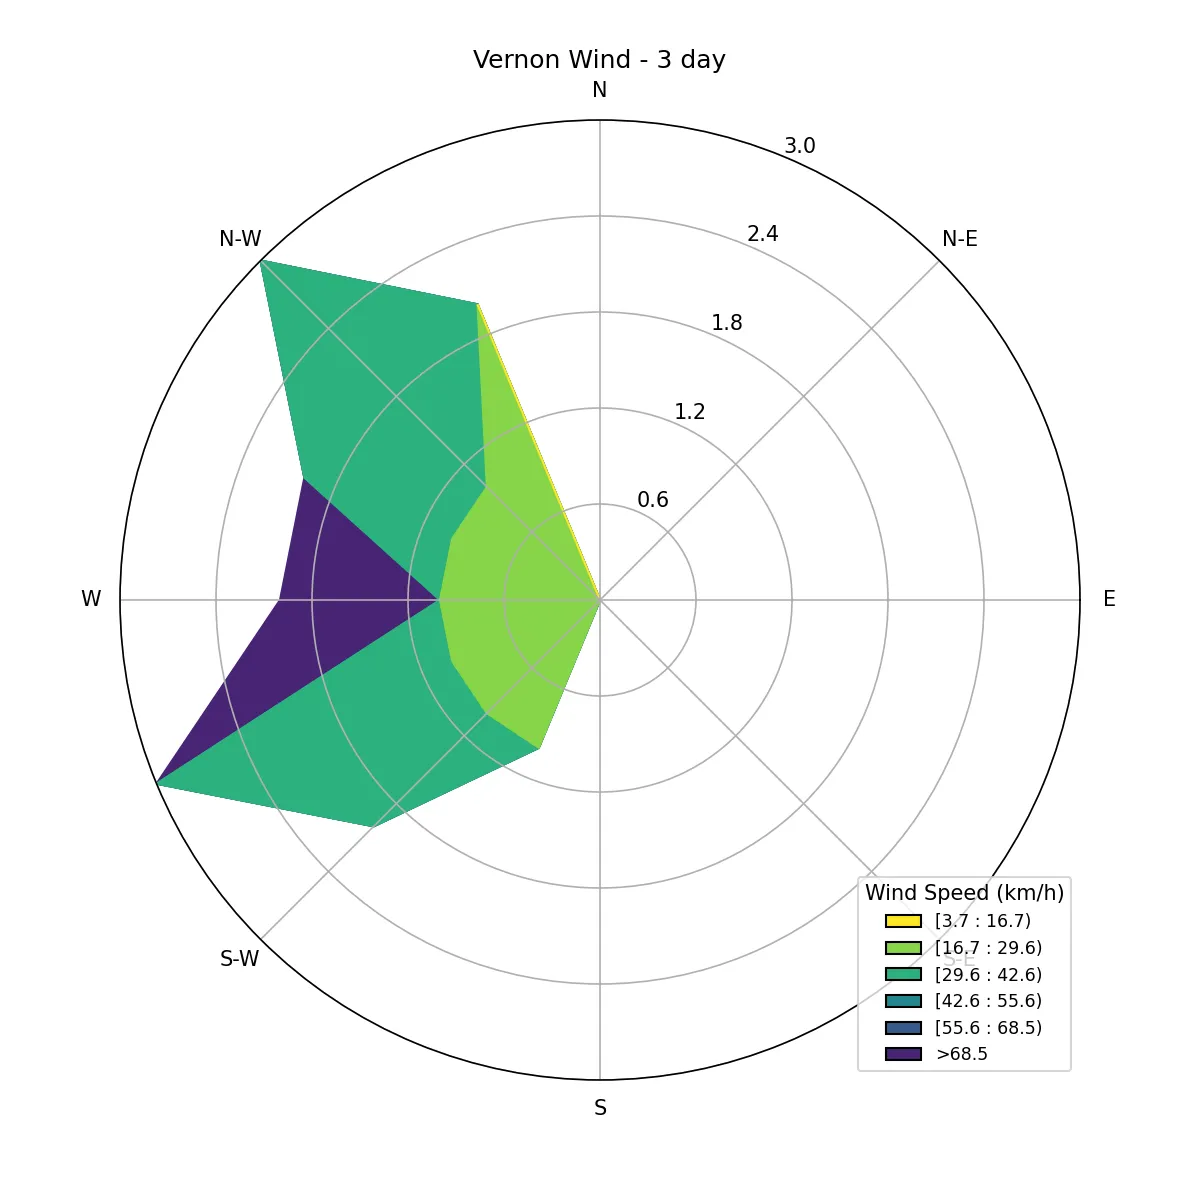 Vernon Wind - 3 day
N
3.0
N-W
N-E
2.4
1.8
1.2
0.6
W
E
S-W
S-E
Wind Speed (km/h)
[3.7 : 16.7)
[16.7 : 29.6)
[29.6 : 42.6)
[42.6 : 55.6)
[55.6 : 68.5)
>68.5
S